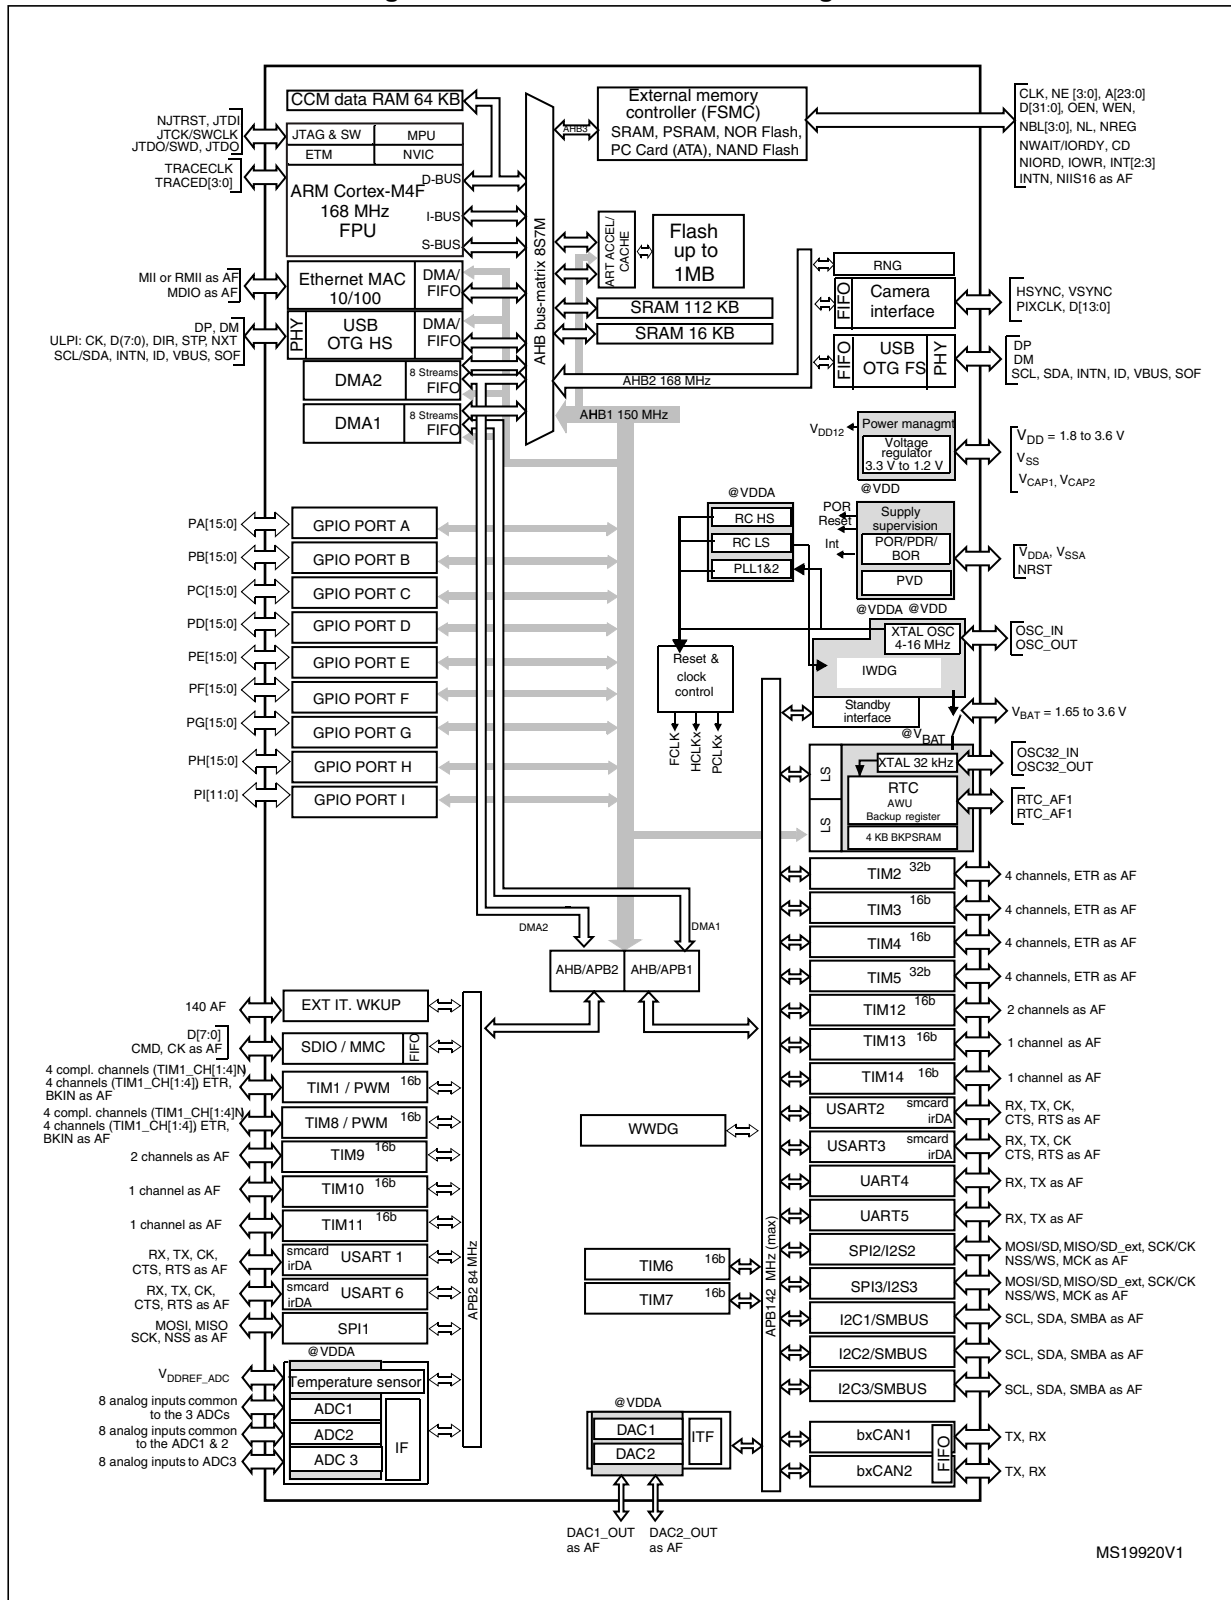 CCM data RAM 64 KB
NJTRST, JTDI
JTCK/SWCLK
JTDO/SWD, JTDO
TRACECLK
TRACED[3:0]
JTAG & SW
MPU
ETM
NVIC
ARM Cortex-M4F
168 MHz
FPU
D-BUS
I-BUS
S-BUS
MII or RMII as AF
MDIO as AF
Ethernet MAC
10/100
DMA/
FIFO
DP, DM
ULPI: CK, D(7:0), DIR, STP, NXT
SCL/SDA, INTN, ID, VBUS, SOF
PHY
USB
OTG HS
DMA/
FIFO
DMA2
8 Streams
FIFO
DMA1
8 Streams
FIFO
AHB bus-matrix 8S7M
AHB3
External memory
controller (FSMC)
SRAM, PSRAM, NOR Flash,
PC Card (ATA), NAND Flash
CLK, NE [3:0], A[23:0]
D[31:0], OEN, WEN,
NBL[3:0], NL, NREG
NWAIT/IORDY, CD
NIORD, IOWR, INT[2:3]
INTN, NIIS16 as AF
ART ACCEL/
CACHE
Flash
up to
1MB
SRAM 112 KB
SRAM 16 KB
AHB2 168 MHz
AHB1 150 MHz
RNG
FIFO
Camera
interface
HSYNC, VSYNC
PIXCLK, D[13:0]
FIFO
USB
OTG FS
PHY
DP
DM
SCL, SDA, INTN, ID, VBUS, SOF
VDD12
Power managmt
Voltage
regulator
3.3 V to 1.2 V
VDD = 1.8 to 3.6 V
VSS
VCAP1, VCAP2
@VDD
@VDDA
RC HS
RC LS
PLL1&2
POR
Reset
Int
Supply
supervision
POR/PDR/
BOR
PVD
VDDA, VSSA
NRST
@VDDA @VDD
XTAL OSC
4-16 MHz
OSC_IN
OSC_OUT
IWDG
Reset &
clock
control
FCLK
HCLKx
PCLKx
Standby
interface
VBAT = 1.65 to 3.6 V
@VBAT
LS
LS
XTAL 32 kHz
OSC32_IN
OSC32_OUT
RTC
AWU
Backup register
RTC_AF1
RTC_AF1
4 KB BKPSRAM
PA[15:0]
GPIO PORT A
PB[15:0]
GPIO PORT B
PC[15:0]
GPIO PORT C
PD[15:0]
GPIO PORT D
PE[15:0]
GPIO PORT E
PF[15:0]
GPIO PORT F
PG[15:0]
GPIO PORT G
PH[15:0]
GPIO PORT H
PI[11:0]
GPIO PORT I
DMA2
DMA1
AHB/APB2
AHB/APB1
140 AF
EXT IT. WKUP
D[7:0]
CMD, CK as AF
SDIO / MMC
FIFO
4 compl. channels (TIM1_CH[1:4]N
4 channels (TIM1_CH[1:4]) ETR,
BKIN as AF
TIM1 / PWM 16b
4 compl. channels (TIM1_CH[1:4]N
4 channels (TIM1_CH[1:4]) ETR,
BKIN as AF
TIM8 / PWM 16b
2 channels as AF
TIM9 16b
1 channel as AF
TIM10 16b
1 channel as AF
TIM11 16b
RX, TX, CK,
CTS, RTS as AF
smcard
irDA
USART 1
RX, TX, CK,
CTS, RTS as AF
smcard
irDA
USART 6
MOSI, MISO
SCK, NSS as AF
SPI1
APB2 84 MHz
@VDDA
VDDREF_ADC
Temperature sensor
8 analog inputs common
to the 3 ADCs
8 analog inputs common
to the ADC1 & 2
8 analog inputs to ADC3
ADC1
ADC2
ADC 3
IF
WWDG
TIM6 16b
TIM7 16b
@VDDA
DAC1
DAC2
ITF
DAC1_OUT
as AF
DAC2_OUT
as AF
APB142 MHz (max)
TIM2 32b
4 channels, ETR as AF
TIM3 16b
4 channels, ETR as AF
TIM4 16b
4 channels, ETR as AF
TIM5 32b
4 channels, ETR as AF
TIM12 16b
2 channels as AF
TIM13 16b
1 channel as AF
TIM14 16b
1 channel as AF
USART2
smcard
irDA
RX, TX, CK,
CTS, RTS as AF
USART3
smcard
irDA
RX, TX, CK
CTS, RTS as AF
UART4
RX, TX as AF
UART5
RX, TX as AF
SPI2/I2S2
MOSI/SD, MISO/SD_ext, SCK/CK
NSS/WS, MCK as AF
SPI3/I2S3
MOSI/SD, MISO/SD_ext, SCK/CK
NSS/WS, MCK as AF
I2C1/SMBUS
SCL, SDA, SMBA as AF
I2C2/SMBUS
SCL, SDA, SMBA as AF
I2C3/SMBUS
SCL, SDA, SMBA as AF
bxCAN1
TX, RX
bxCAN2
FIFO
TX, RX
MS19920V1